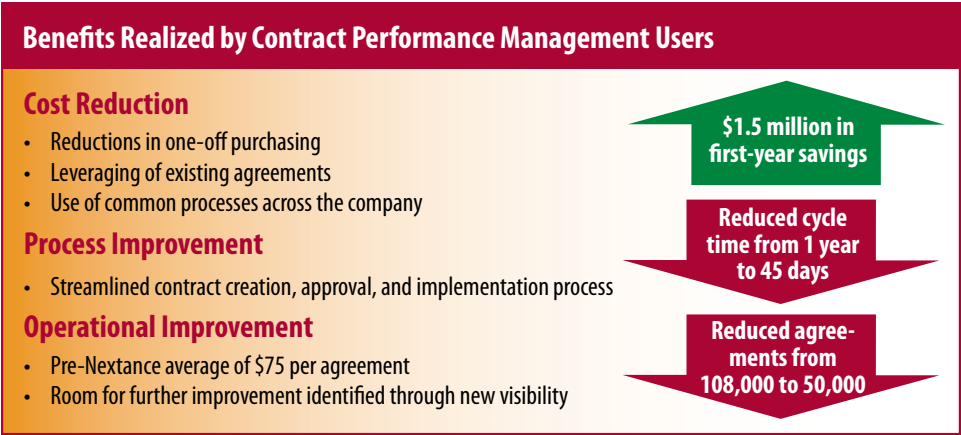 Benefits Realized by Contract Performance Management Users
Cost Reduction
• Reductions in one-off purchasing
• Leveraging of existing agreements
• Use of common processes across the company
$1.5 million in
first-year savings
Process Improvement
• Streamlined contract creation, approval, and implementation process
Reduced cycle
time from 1 year
to 45 days
Operational Improvement
• Pre-Nextance average of $75 per agreement
• Room for further improvement identified through new visibility
Reduced agree-
ments from
108,000 to 50,000